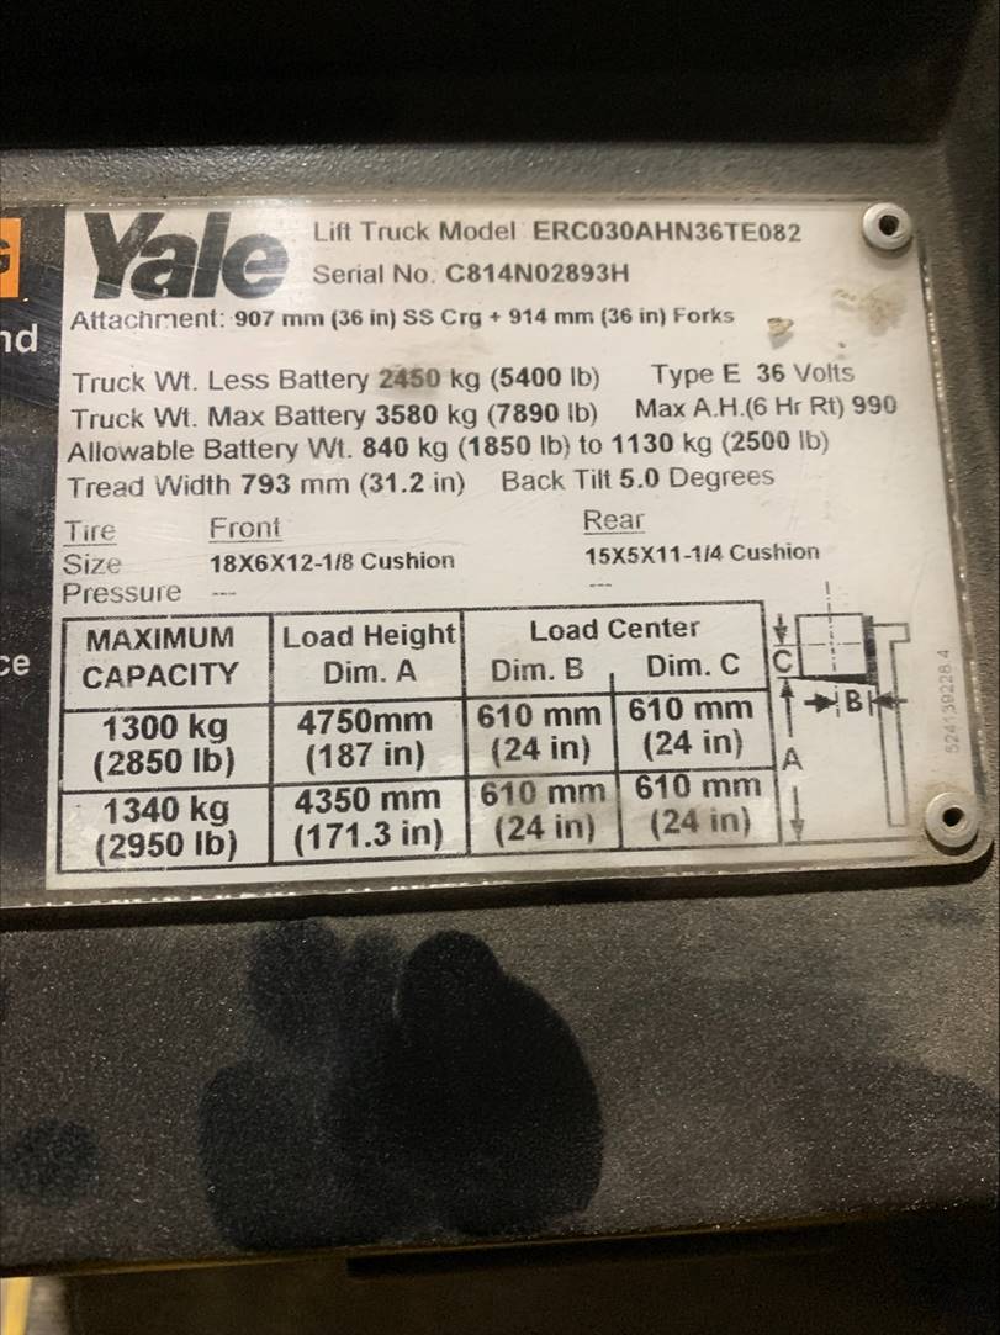 G
nd
ce
Yale
Lift Truck Model ERC030AHN36TE082
Serial No. C814N02893H
Attachment: 907 mm (36 in) SS Crg + 914 mm (36 in) Forks
Truck Wt. Less Battery 2450 kg (5400 lb) Type E 36 Volts
Truck Wt. Max Battery 3580 kg (7890 lb) Max A.H.(6 Hr Rt) 990
Allowable Battery Wt. 840 kg (1850 lb) to 1130 kg (2500 lb)
Tread Width 793 mm (31.2 in) Back Tilt 5.0 Degrees
Tire Front Rear
Size 18X6X12-1/8 Cushion 15X5X11-1/4 Cushion
Pressure --- ---
MAXIMUM CAPACITY
Load Height Dim. A
Load Center
Dim. B Dim. C
1300 kg 4750mm 610 mm 610 mm
(2850 lb) (187 in) (24 in) (24 in)
1340 kg 4350 mm 610 mm 610 mm
(2950 lb) (171.3 in) (24 in) (24 in)
C
B
A